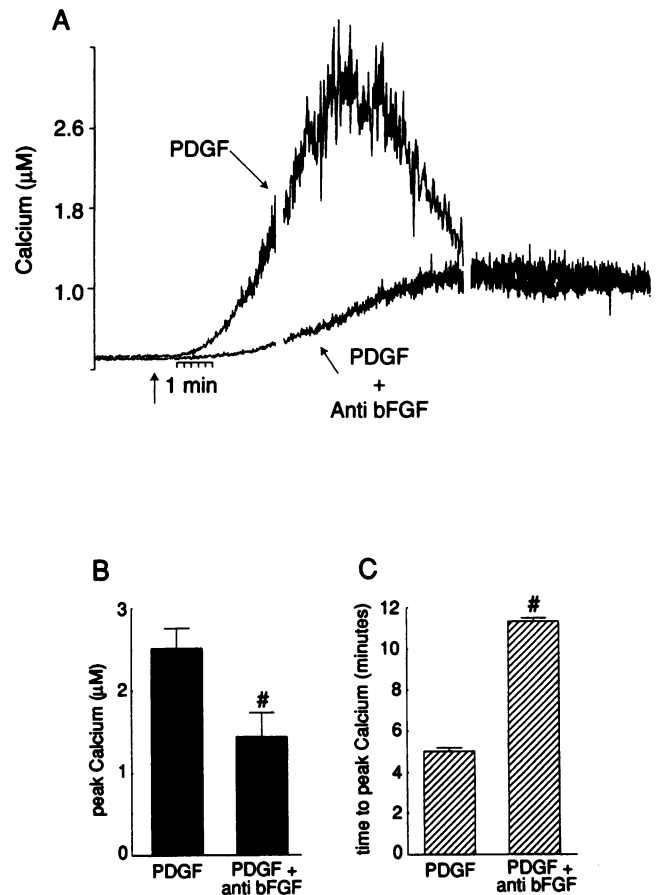 A
Calcium (μM)
2.6
1.8
1.0
PDGF
PDGF
+
Anti bFGF
1 min
B
peak Calcium (μM)
3
2
1
0
#
PDGF
PDGF +
anti bFGF
C
time to peak Calcium (minutes)
12
10
8
6
4
2
0
#
PDGF
PDGF +
anti bFGF